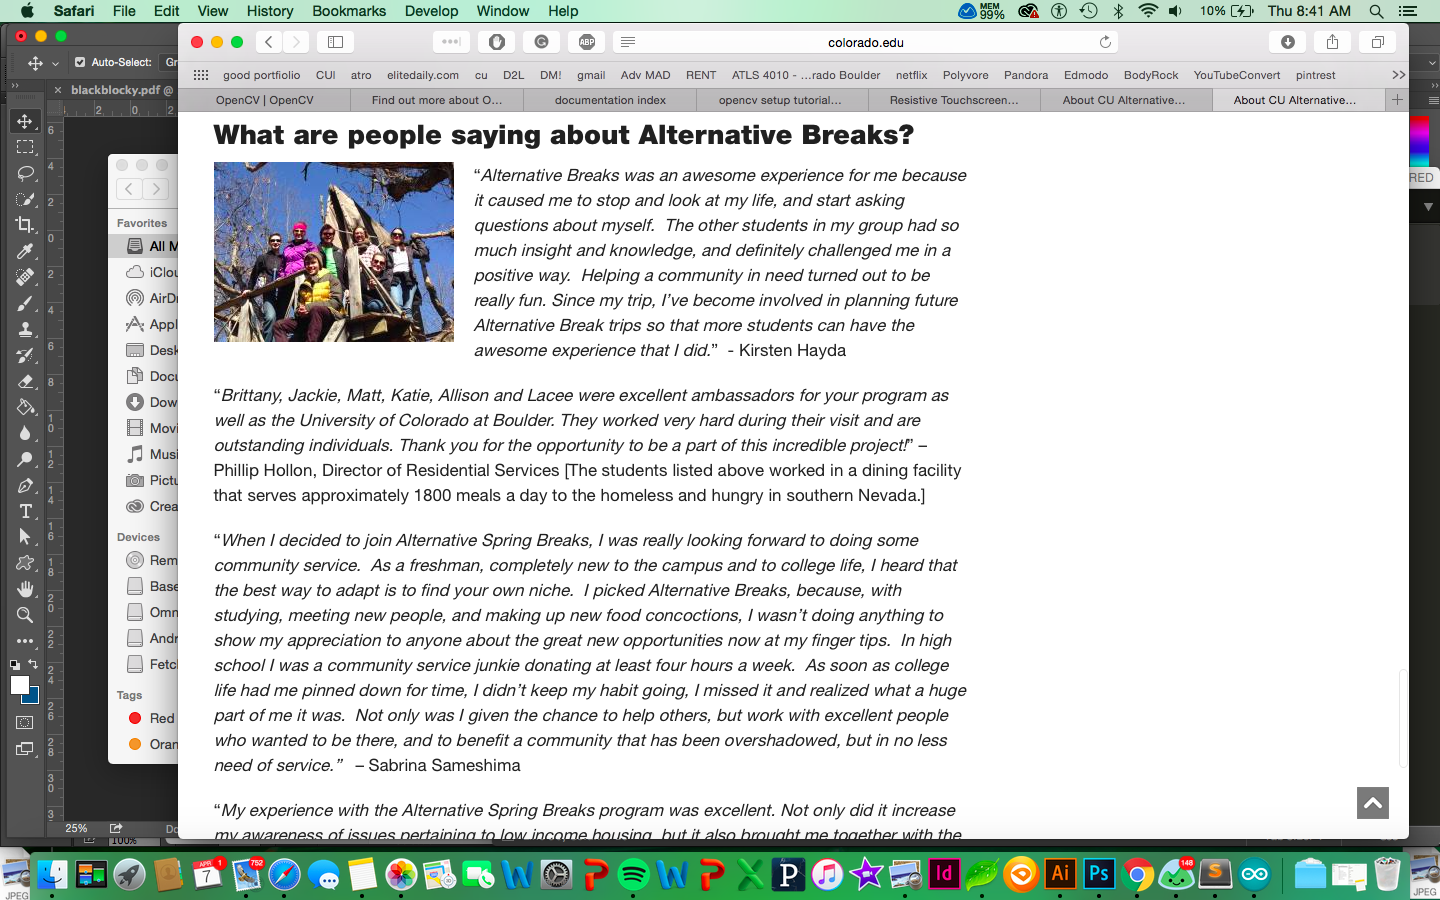 Safari File Edit View History Bookmarks Develop Window Help
MEM 99%
10%
Thu 8:41 AM
Auto-Select:
blackblocky.pdf @
colorado.edu
ABP
good portfiolio CUI atro elitedaily.com cu D2L DM! gmail Adv MAD RENT ATLS 4010 - ...rado Boulder netflix Polyvore Pandora Edmodo BodyRock YouTubeConvert pintrest
OpenCV | OpenCV
Find out more about O...
documentation index
opencv setup tutorial...
Resistive Touchscreen...
About CU Alternative...
About CU Alternative...
Favorites
All M
iClou
AirDr
Appl
Desk
Docu
Dow
Movi
Musi
Pictu
Crea
Devices
Rem
Base
Omn
Andr
Fetch
Tags
Red
Oran
What are people saying about Alternative Breaks?
“Alternative Breaks was an awesome experience for me because
it caused me to stop and look at my life, and start asking
questions about myself. The other students in my group had so
much insight and knowledge, and definitely challenged me in a
positive way. Helping a community in need turned out to be
really fun. Since my trip, I’ve become involved in planning future
Alternative Break trips so that more students can have the
awesome experience that I did.” - Kirsten Hayda
“Brittany, Jackie, Matt, Katie, Allison and Lacee were excellent ambassadors for your program as
well as the University of Colorado at Boulder. They worked very hard during their visit and are
outstanding individuals. Thank you for the opportunity to be a part of this incredible project!” –
Phillip Hollon, Director of Residential Services [The students listed above worked in a dining facility
that serves approximately 1800 meals a day to the homeless and hungry in southern Nevada.]
“When I decided to join Alternative Spring Breaks, I was really looking forward to doing some
community service. As a freshman, completely new to the campus and to college life, I heard that
the best way to adapt is to find your own niche. I picked Alternative Breaks, because, with
studying, meeting new people, and making up new food concoctions, I wasn’t doing anything to
show my appreciation to anyone about the great new opportunities now at my finger tips. In high
school I was a community service junkie donating at least four hours a week. As soon as college
life had me pinned down for time, I didn’t keep my habit going, I missed it and realized what a huge
part of me it was. Not only was I given the chance to help others, but work with excellent people
who wanted to be there, and to benefit a community that has been overshadowed, but in no less
need of service.” – Sabrina Sameshima
“My experience with the Alternative Spring Breaks program was excellent. Not only did it increase
my awareness of issues pertaining to low income housing, but it also brought me together with the
25%
100%
APR 7
1
752
148
Id
Ai
Ps
JPEG
JPEG